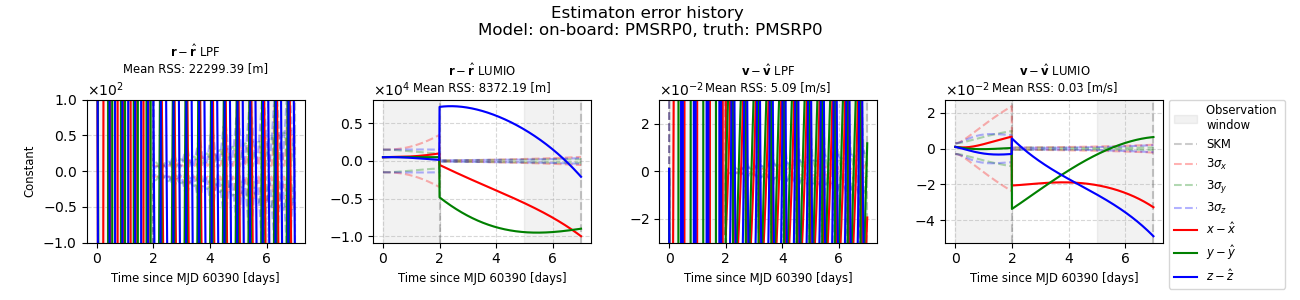 Estimaton error history
Model: on-board: PMSRP0, truth: PMSRP0
r − r̂ LPF
Mean RSS: 22299.39 [m]
×10²
1.0
0.5
0.0
−0.5
−1.0
Constant
0 2 4 6
Time since MJD 60390 [days]
r − r̂ LUMIO
×10⁴ Mean RSS: 8372.19 [m]
0.5
0.0
−0.5
−1.0
0 2 4 6
Time since MJD 60390 [days]
v − v̂ LPF
×10⁻² Mean RSS: 5.09 [m/s]
2
0
−2
0 2 4 6
Time since MJD 60390 [days]
v − v̂ LUMIO
×10⁻² Mean RSS: 0.03 [m/s]
2
0
−2
−4
0 2 4 6
Time since MJD 60390 [days]
Observation
window
SKM
3σₓ
3σ_y
3σ_z
x − x̂
y − ŷ
z − ẑ